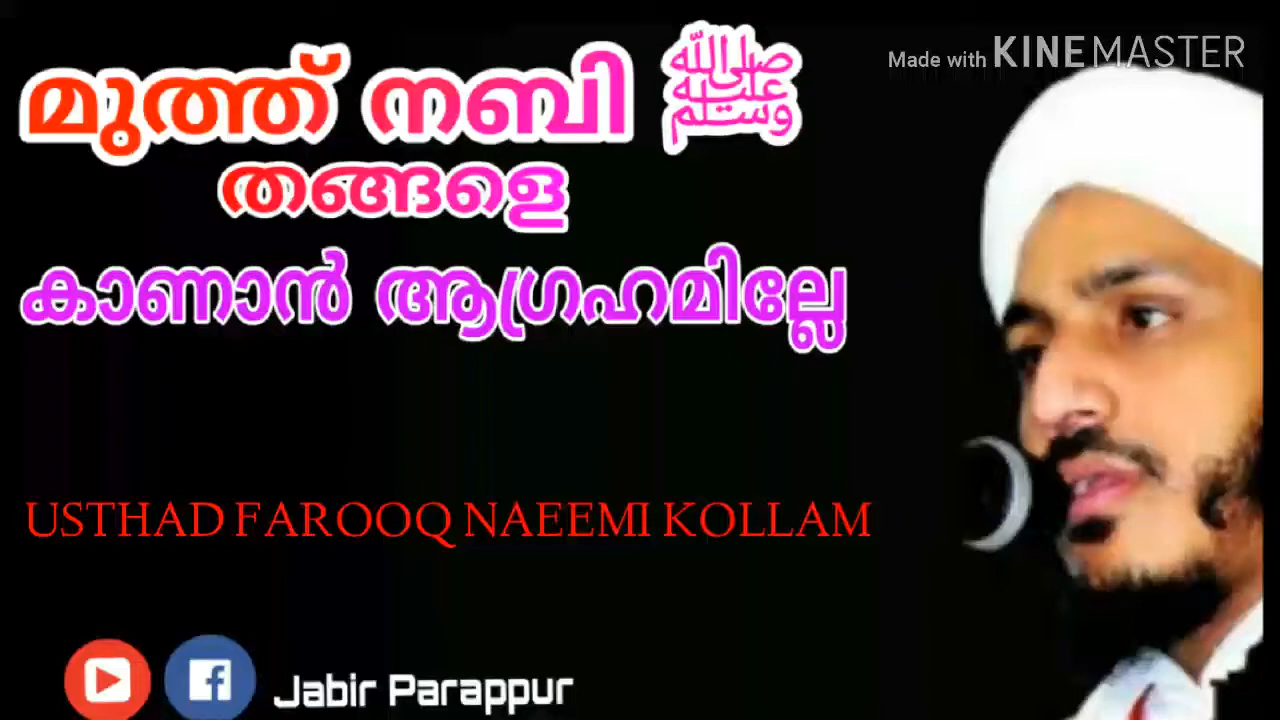 Made with KINEMASTER
മുത്ത് നബി ﷺ
തങ്ങളെ
കാണാൻ ആഗ്രഹമില്ലേ
USTHAD FAROOQ NAEEMI KOLLAM
Jabir Parappur